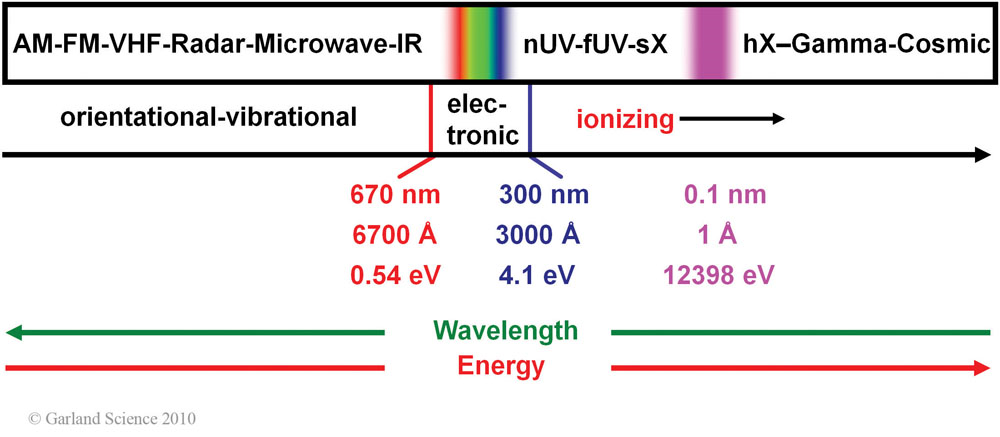 AM-FM-VHF-Radar-Microwave-IR nUV-fUV-sX hX–Gamma-Cosmic
orientational-vibrational elec-
tronic ionizing
670 nm 300 nm 0.1 nm
6700 Å 3000 Å 1 Å
0.54 eV 4.1 eV 12398 eV
Wavelength
Energy
© Garland Science 2010